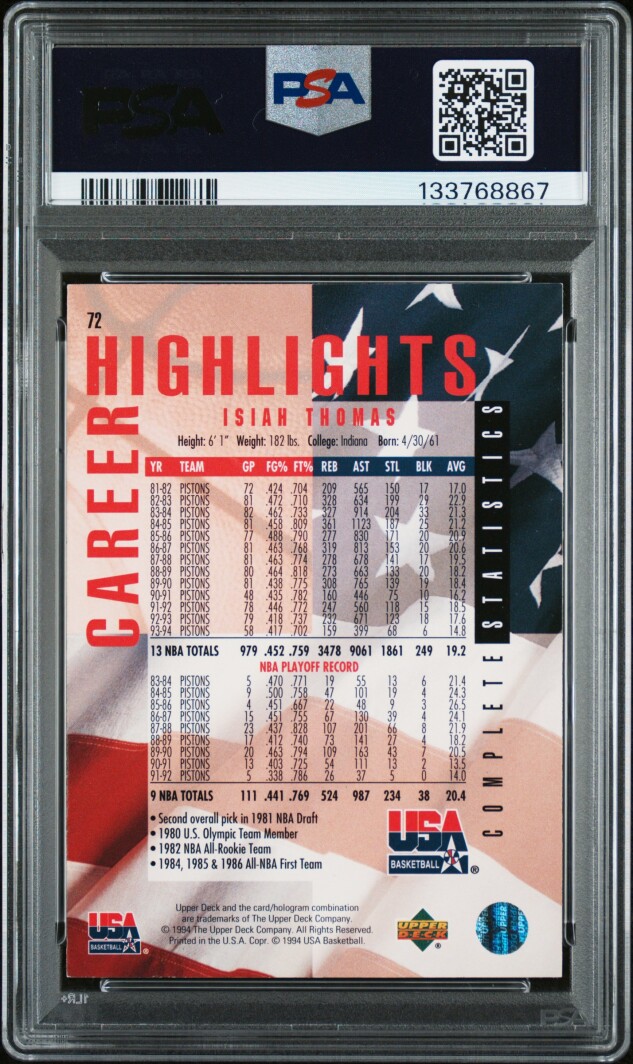 PSA
PSA
133768867
72
CAREER HIGHLIGHTS
ISIAH THOMAS
Height: 6' 1" Weight: 182 lbs. College: Indiana Born: 4/30/61
YR TEAM GP FG% FT% REB AST STL BLK AVG
81-82 PISTONS 72 .424 .704 209 565 150 17 17.0
82-83 PISTONS 81 .472 .710 328 634 199 29 22.9
83-84 PISTONS 82 .462 .733 327 914 204 33 21.3
84-85 PISTONS 81 .458 .809 361 1123 187 25 21.2
85-86 PISTONS 77 .488 .790 277 830 171 20 20.9
86-87 PISTONS 81 .463 .768 319 813 153 20 20.6
87-88 PISTONS 81 .463 .774 278 678 141 17 19.5
88-89 PISTONS 80 .464 .818 273 663 133 20 18.2
89-90 PISTONS 81 .438 .775 308 765 139 19 18.4
90-91 PISTONS 48 .435 .782 160 446 75 10 16.2
91-92 PISTONS 78 .446 .772 247 560 118 15 18.5
92-93 PISTONS 79 .418 .737 232 671 123 18 17.6
93-94 PISTONS 58 .417 .702 159 399 68 6 14.8
13 NBA TOTALS 979 .452 .759 3478 9061 1861 249 19.2
NBA PLAYOFF RECORD
83-84 PISTONS 5 .470 .771 19 55 13 6 21.4
84-85 PISTONS 9 .500 .758 47 101 19 4 24.3
85-86 PISTONS 4 .451 .667 22 48 9 3 26.5
86-87 PISTONS 15 .451 .755 67 130 39 4 24.1
87-88 PISTONS 23 .437 .828 107 201 66 8 21.9
88-89 PISTONS 17 .412 .740 73 141 27 4 18.2
89-90 PISTONS 20 .463 .794 109 163 43 7 20.5
90-91 PISTONS 13 .403 .725 54 111 13 2 13.5
91-92 PISTONS 5 .338 .786 26 37 5 0 14.0
9 NBA TOTALS 111 .441 .769 524 987 234 38 20.4
COMPLETE STATISTICS
• Second overall pick in 1981 NBA Draft
• 1980 U.S. Olympic Team Member
• 1982 NBA All-Rookie Team
• 1984, 1985 & 1986 All-NBA First Team
USA
BASKETBALL ®
Upper Deck and the card/hologram combination
are trademarks of The Upper Deck Company.
© 1994 The Upper Deck Company. All Rights Reserved.
Printed in the U.S.A. Copr. © 1994 USA Basketball.
USA
BASKETBALL ®
UPPER
DECK ®
UPPER
PSA